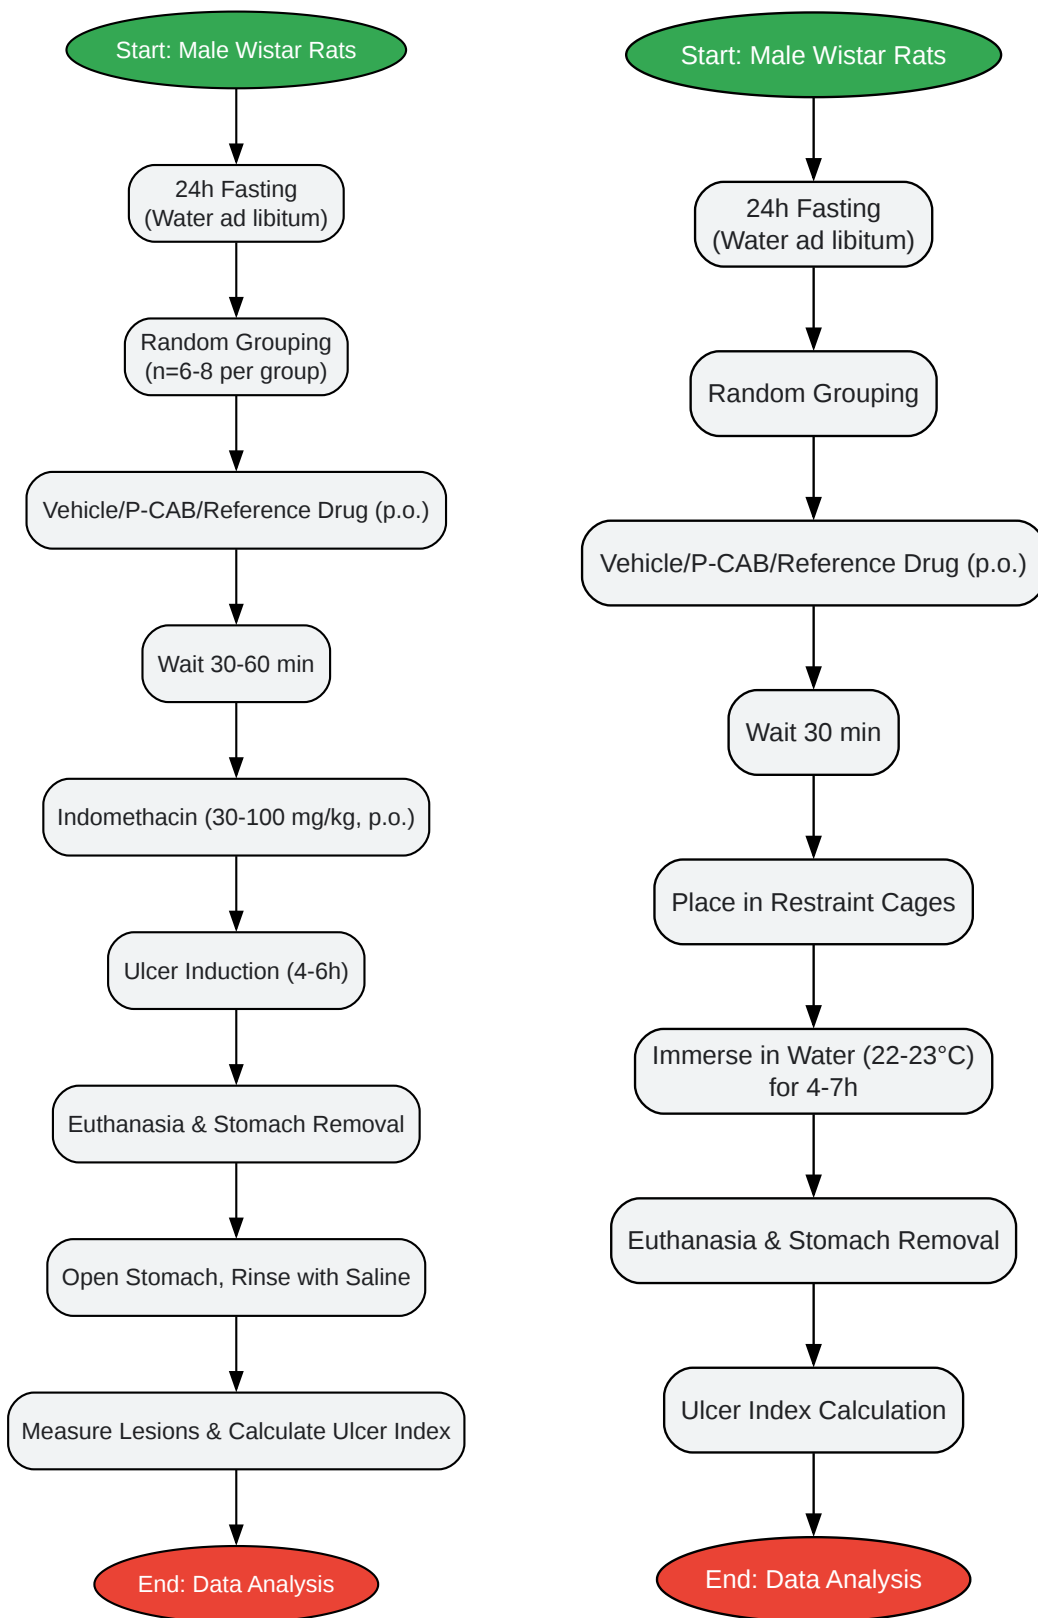 Start: Male Wistar Rats
24h Fasting
(Water ad libitum)
Random Grouping
(n=6-8 per group)
Vehicle/P-CAB/Reference Drug (p.o.)
Wait 30-60 min
Indomethacin (30-100 mg/kg, p.o.)
Ulcer Induction (4-6h)
Euthanasia & Stomach Removal
Open Stomach, Rinse with Saline
Measure Lesions & Calculate Ulcer Index
End: Data Analysis
Start: Male Wistar Rats
24h Fasting
(Water ad libitum)
Random Grouping
Vehicle/P-CAB/Reference Drug (p.o.)
Wait 30 min
Place in Restraint Cages
Immerse in Water (22-23°C)
for 4-7h
Euthanasia & Stomach Removal
Ulcer Index Calculation
End: Data Analysis